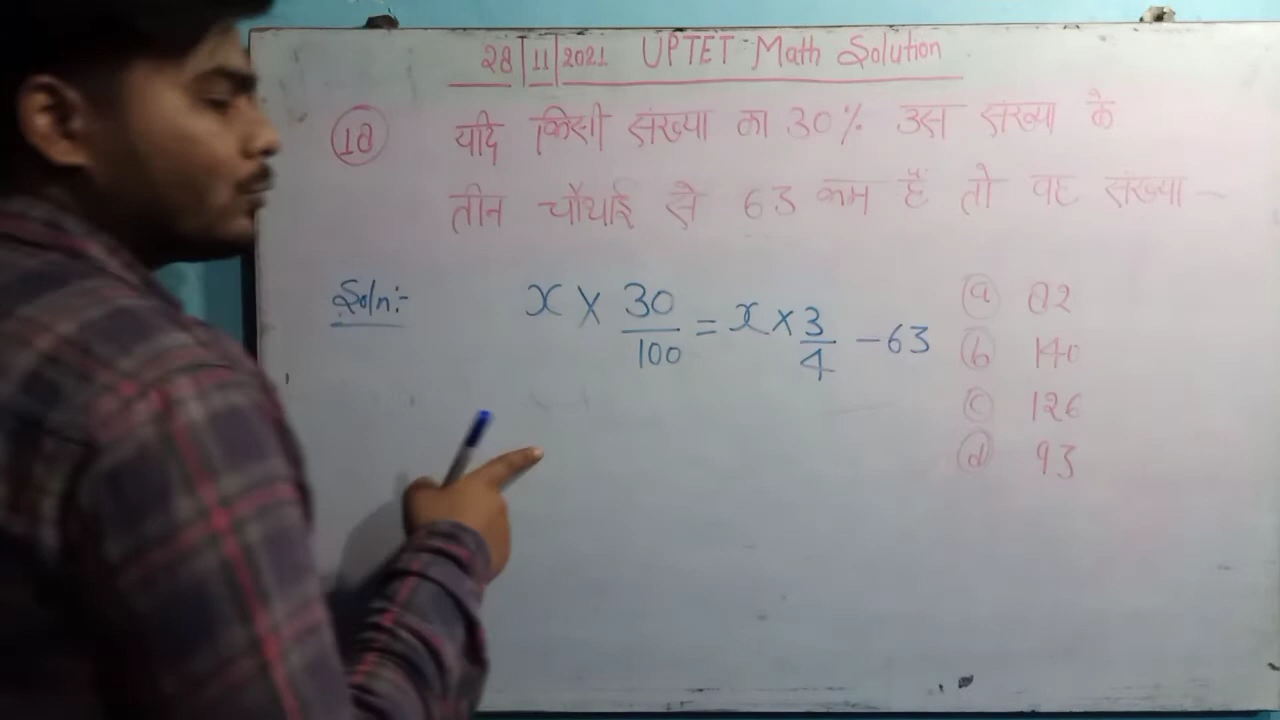 28/11/2021 UPTET Math Solution
18 यदि किसी संख्या का 30% उस संख्या के
तीन चौथाई से 63 कम हैं तो वह संख्या -
Soln:- x × 30/100 = x × 3/4 - 63
(a)
(b) 140
(c) 126
(d) 93